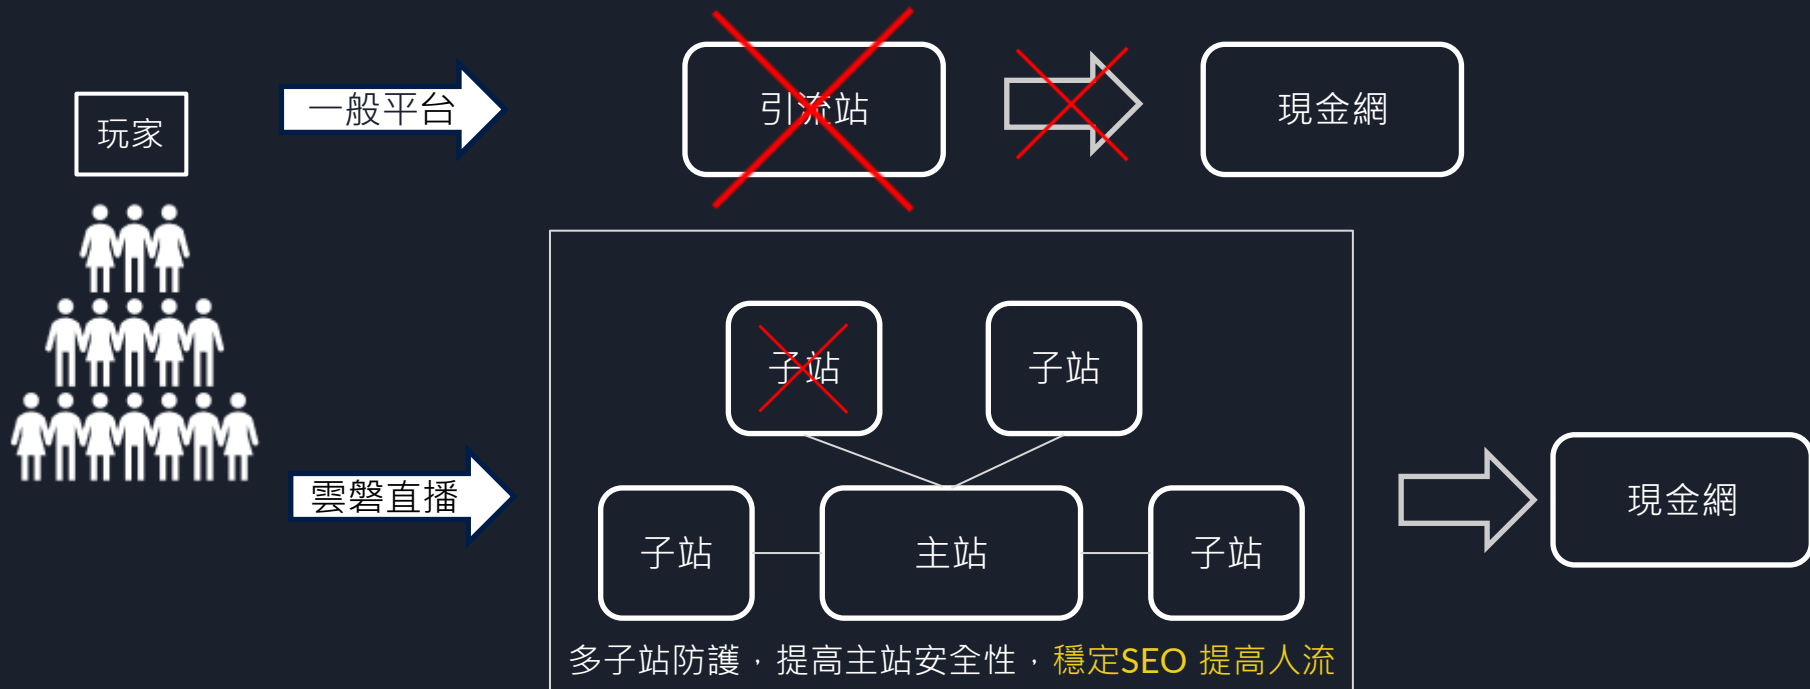 玩家
一般平台
引流站
現金網
子站
子站
雲磐直播
子站
主站
子站
現金網
多子站防護，提高主站安全性，穩定SEO 提高人流